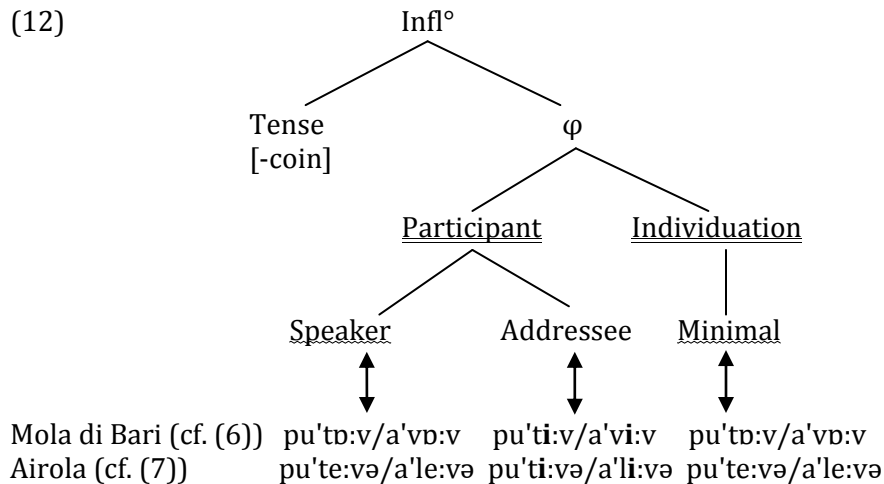 (12) Infl°
Tense φ
[-coin]
Participant Individuation
Speaker Addressee Minimal
Mola di Bari (cf. (6)) pu'tɒ:v/a'vɒ:v pu'ti:v/a'vi:v pu'tɒ:v/a'vɒ:v
Airola (cf. (7)) pu'te:və/a'le:və pu'ti:və/a'li:və pu'te:və/a'le:və